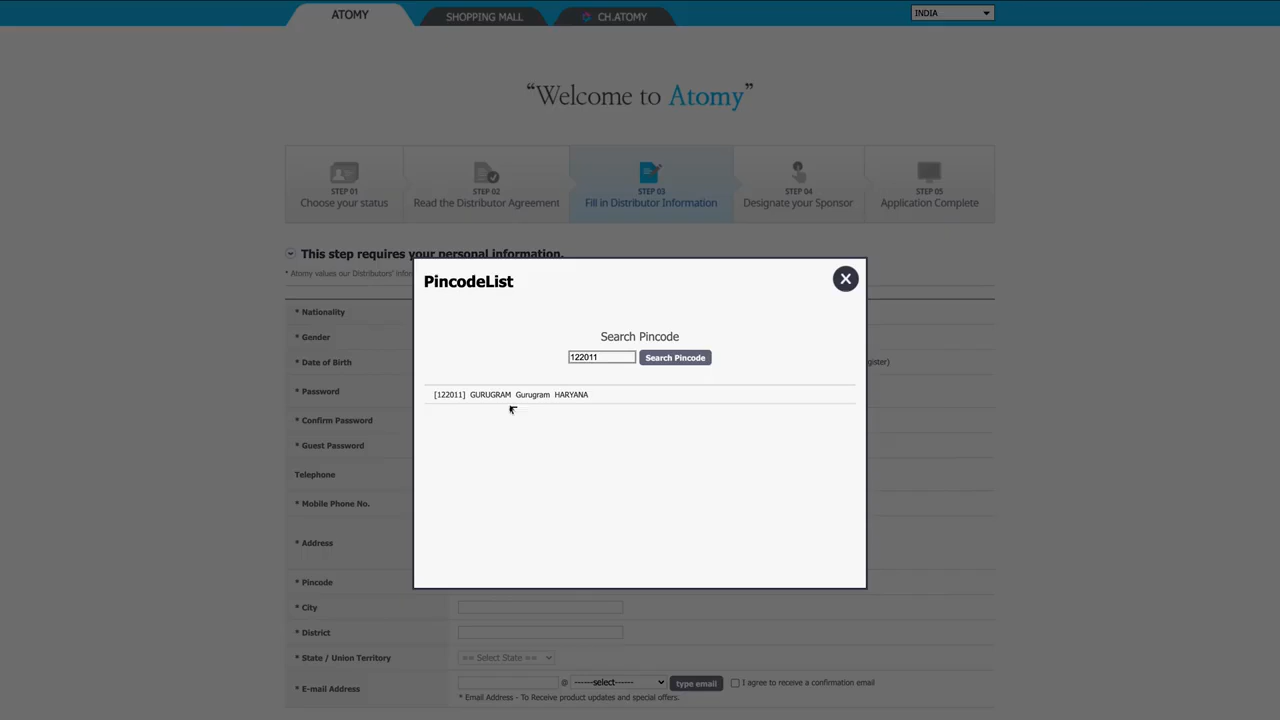 ATOMY
SHOPPING MALL
CH.ATOMY
INDIA
“Welcome to Atomy”
STEP 01
Choose your status
STEP 02
Read the Distributor Agreement
STEP 03
Fill in Distributor Information
STEP 04
Designate your Sponsor
STEP 05
Application Complete
This step requires your personal information.
* Atomy values our Distributors'
* Nationality
* Gender
* Date of Birth
* Password
* Confirm Password
* Guest Password
Telephone
* Mobile Phone No.
* Address
* Pincode
* City
* District
* State / Union Territory
== Select State ==
* E-mail Address
@ ------select------ type email I agree to receive a confirmation email
* Email Address - To Receive product updates and special offers.
PincodeList
X
Search Pincode
122011 Search Pincode
[122011] GURUGRAM Gurugram HARYANA